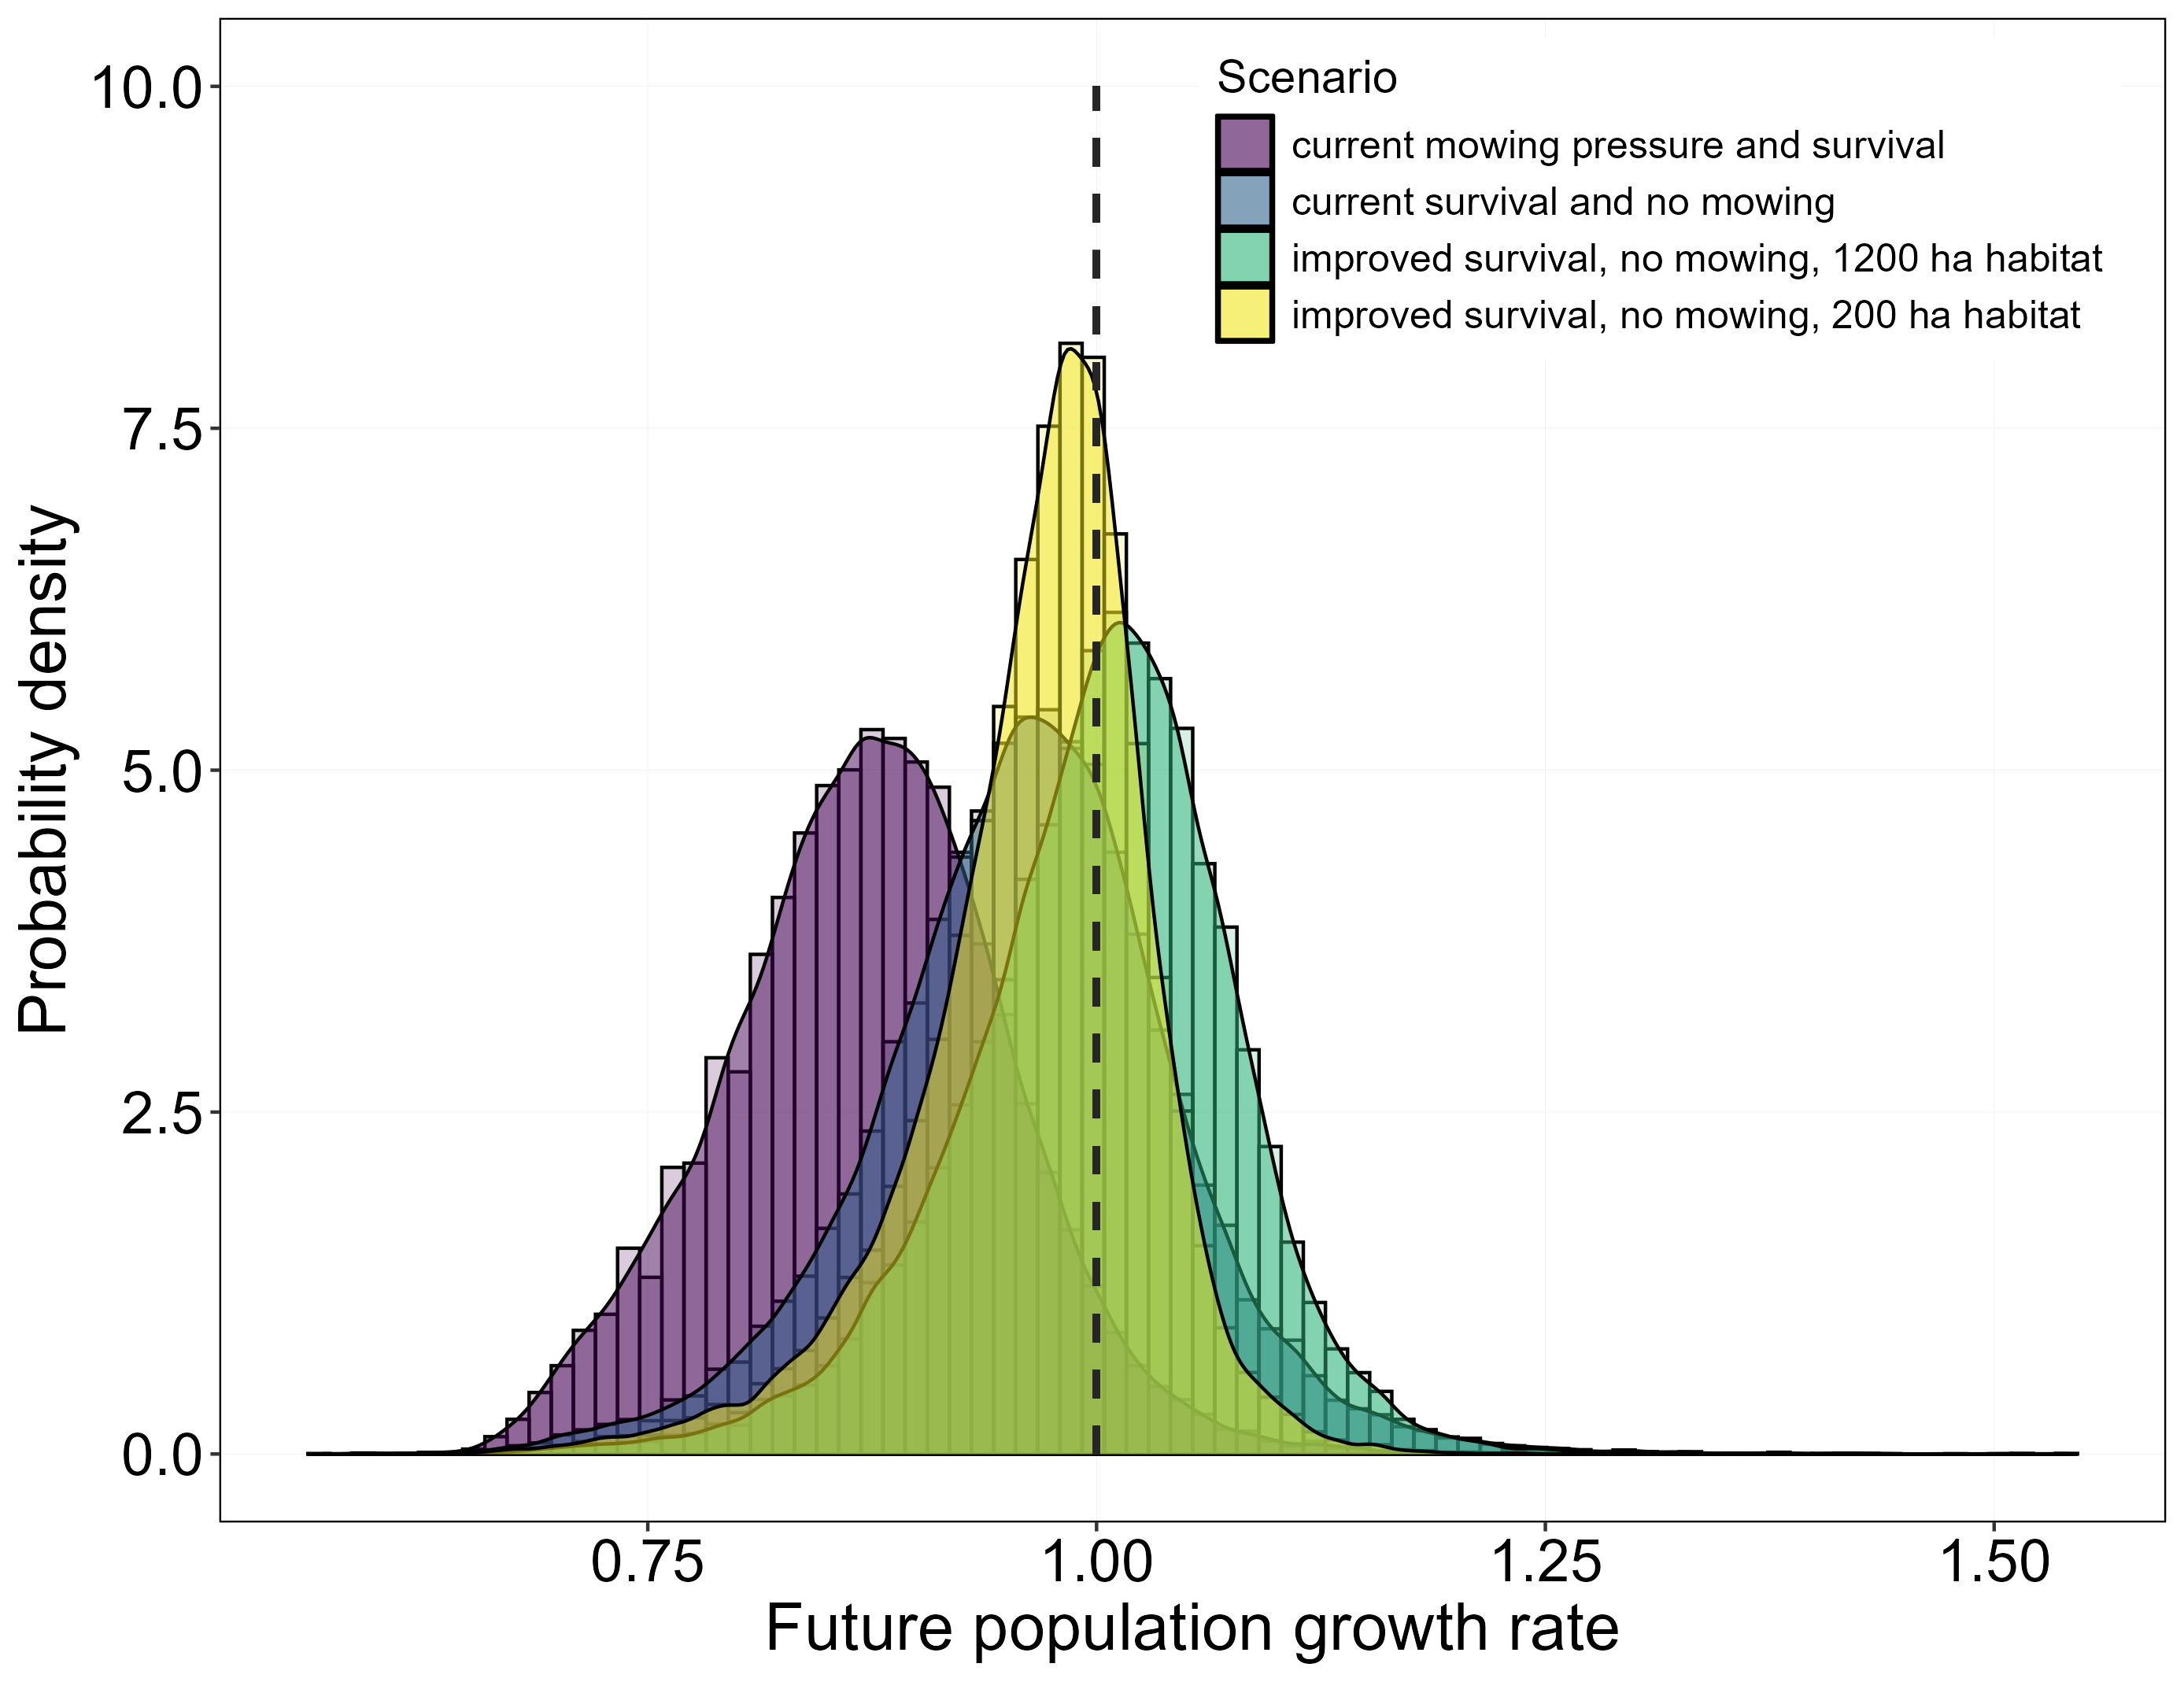 Scenario
current mowing pressure and survival
current survival and no mowing
improved survival, no mowing, 1200 ha habitat
improved survival, no mowing, 200 ha habitat
Probability density
10.0
7.5
5.0
2.5
0.0
0.75 1.00 1.25 1.50
Future population growth rate